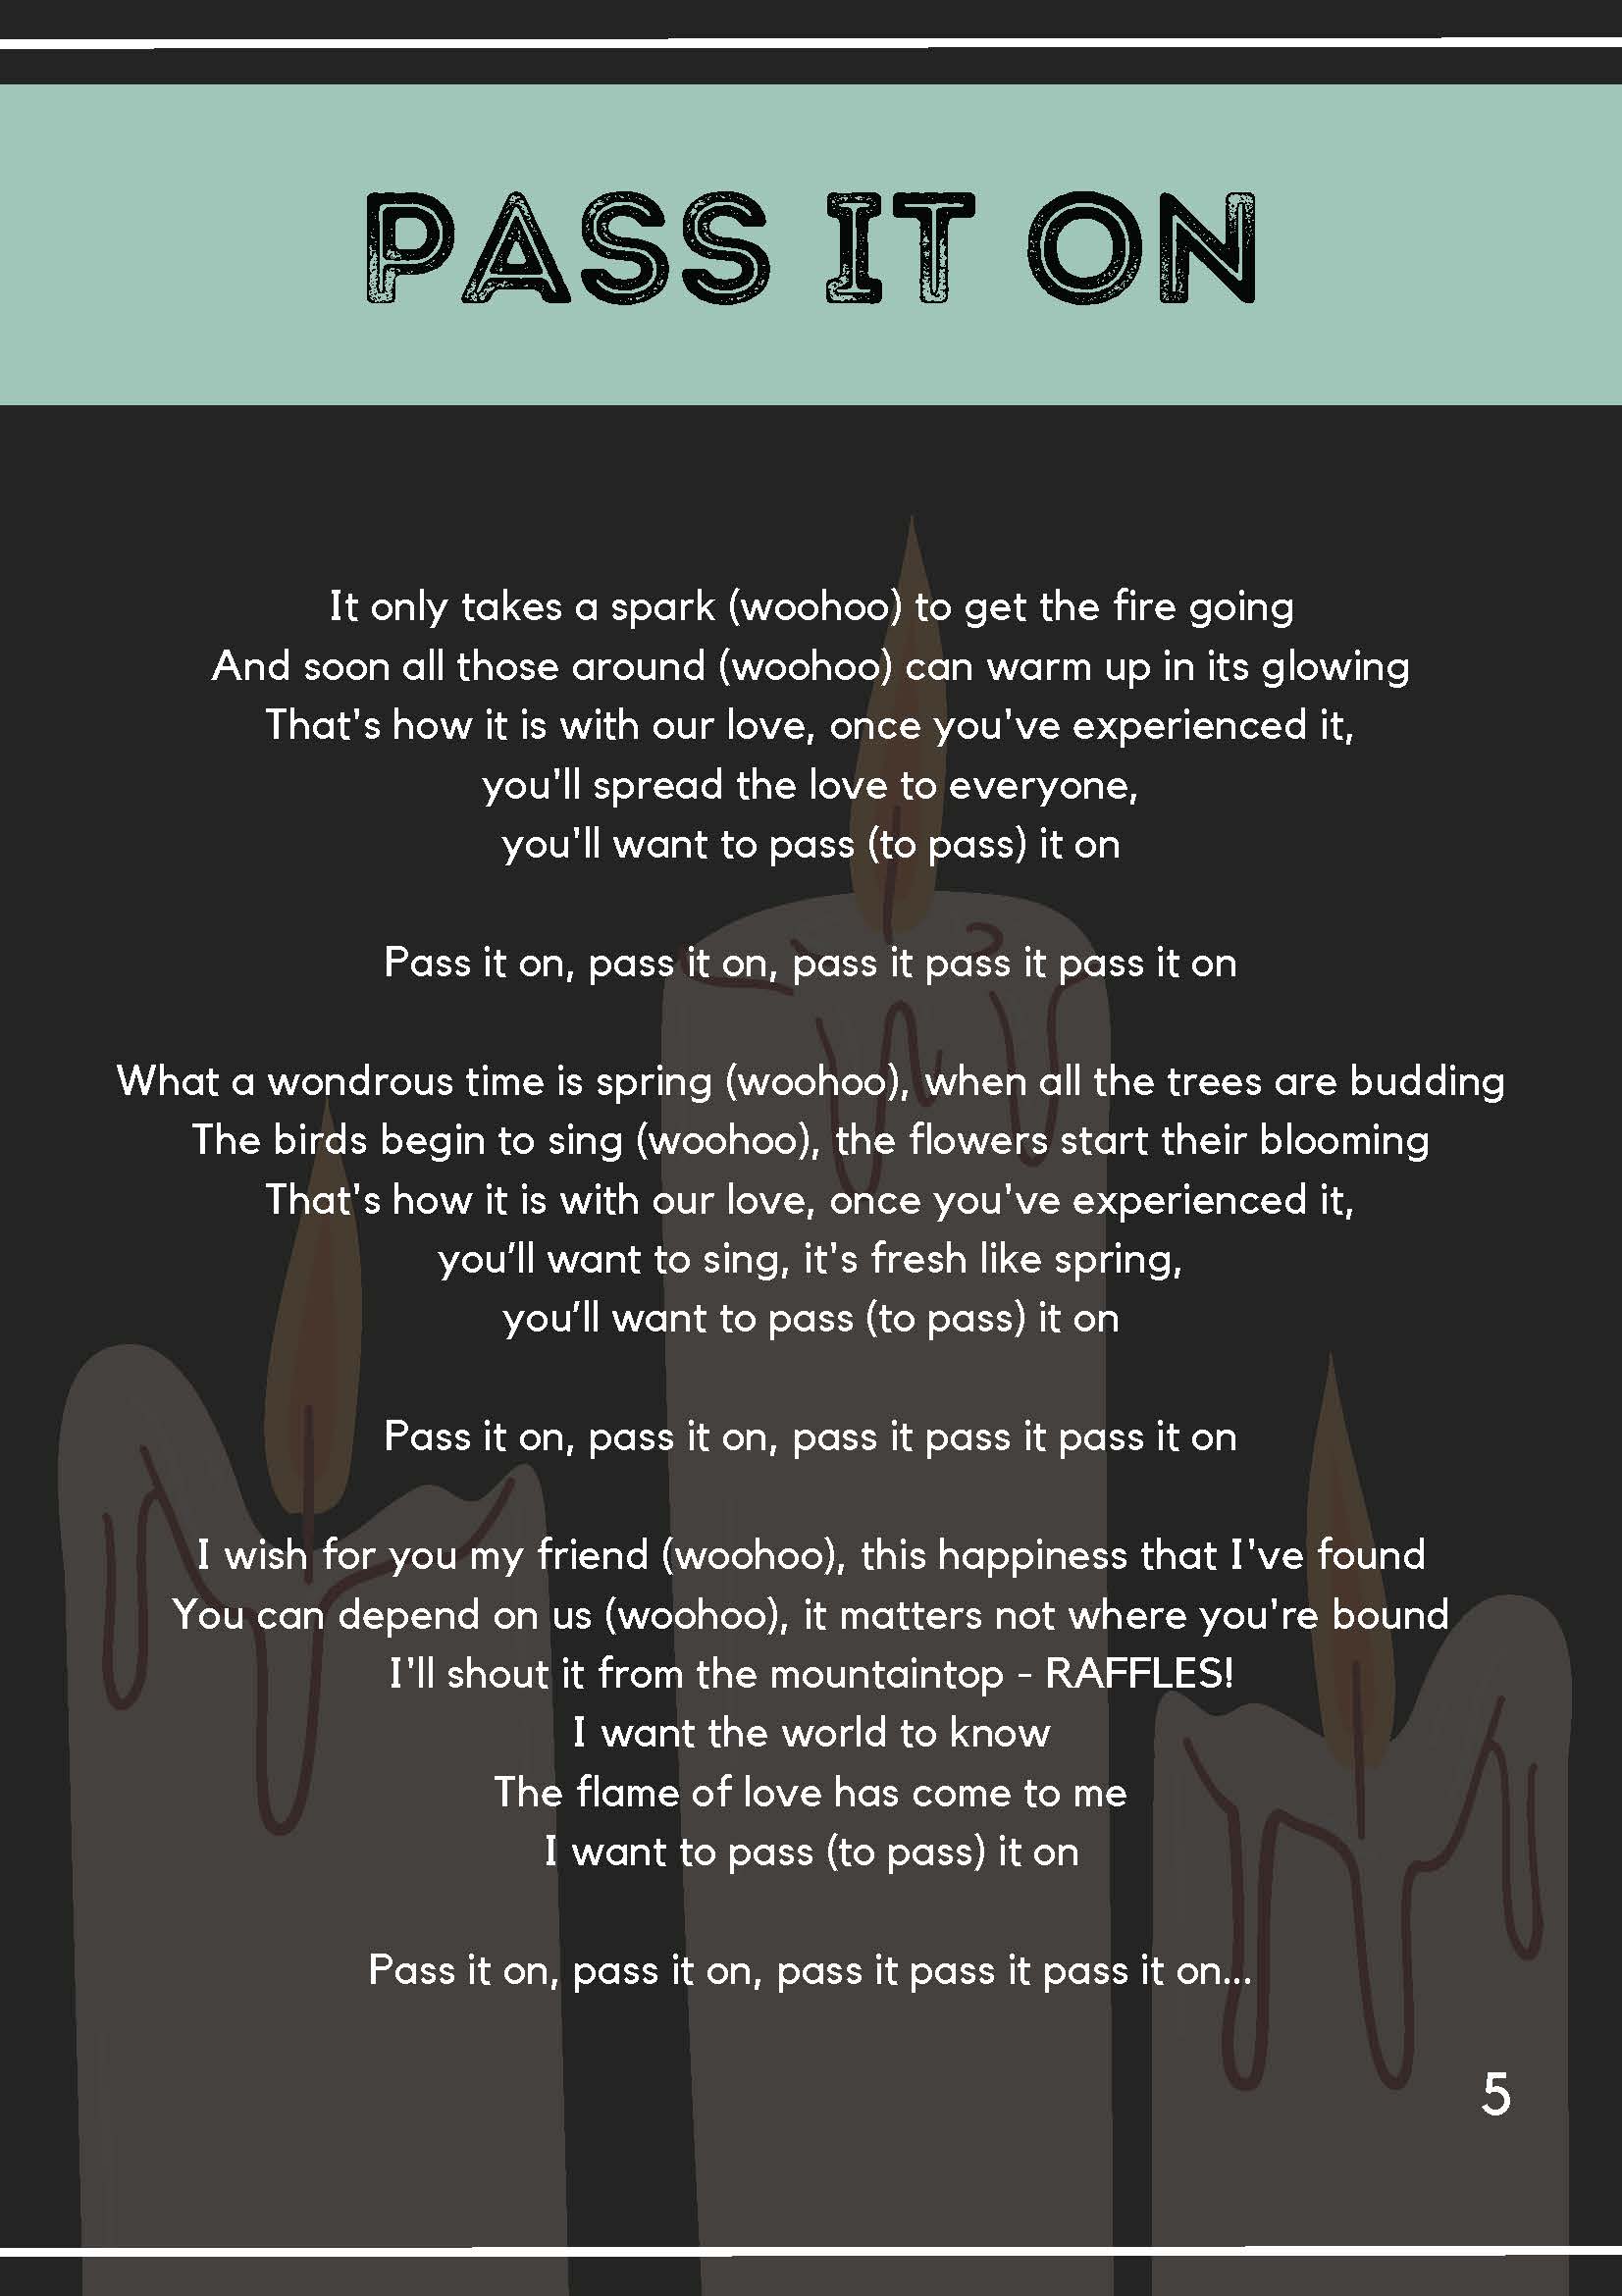 PASS IT ON
It only takes a spark (woohoo) to get the fire going
And soon all those around (woohoo) can warm up in its glowing
That's how it is with our love, once you've experienced it,
you'll spread the love to everyone,
you'll want to pass (to pass) it on
Pass it on, pass it on, pass it pass it pass it on
What a wondrous time is spring (woohoo), when all the trees are budding
The birds begin to sing (woohoo), the flowers start their blooming
That's how it is with our love, once you've experienced it,
you’ll want to sing, it's fresh like spring,
you’ll want to pass (to pass) it on
Pass it on, pass it on, pass it pass it pass it on
I wish for you my friend (woohoo), this happiness that I've found
You can depend on us (woohoo), it matters not where you're bound
I'll shout it from the mountaintop - RAFFLES!
I want the world to know
The flame of love has come to me
I want to pass (to pass) it on
Pass it on, pass it on, pass it pass it pass it on...
5